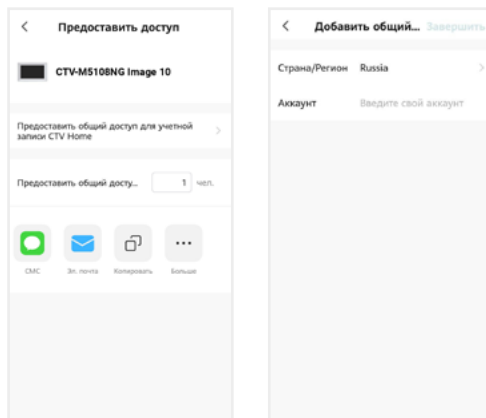 Предоставить доступ
CTV-M5108NG Image 10
Предоставить общий доступ для учетной
записи CTV Home
Предоставить общий досту...
1 чел.
СМС Эл. почта Копировать Больше
Добавить общий... Завершить
Страна/Регион Russia
Аккаунт Введите свой аккаунт